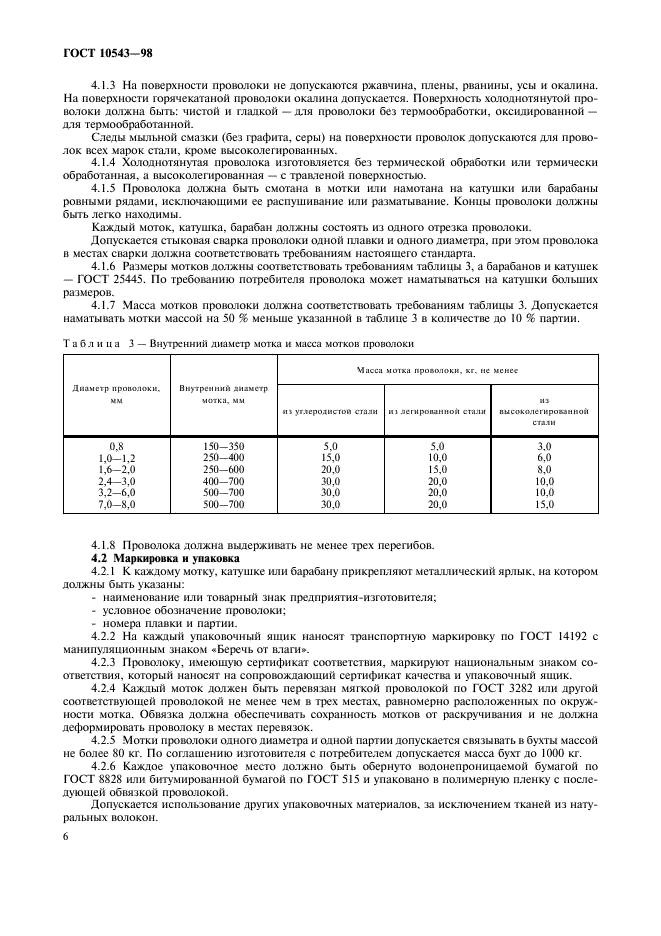 ГОСТ 10543—98
4.1.3 На поверхности проволоки не допускаются ржавчина, плены, рванины, усы и окалина.
На поверхности горячекатаной проволоки окалина допускается. Поверхность холоднотянутой про-
волоки должна быть: чистой и гладкой — для проволоки без термообработки, оксидированной —
для термообработанной.
Следы мыльной смазки (без графита, серы) на поверхности проволок допускаются для прово-
лок всех марок стали, кроме высоколегированных.
4.1.4 Холоднотянутая проволока изготовляется без термической обработки или термически
обработанная, а высоколегированная — с травленой поверхностью.
4.1.5 Проволока должна быть смотана в мотки или намотана на катушки или барабаны
ровными рядами, исключающими ее распушивание или разматывание. Концы проволоки должны
быть легко находимы.
Каждый моток, катушка, барабан должны состоять из одного отрезка проволоки.
Допускается стыковая сварка проволоки одной плавки и одного диаметра, при этом проволока
в местах сварки должна соответствовать требованиям настоящего стандарта.
4.1.6 Размеры мотков должны соответствовать требованиям таблицы 3, а барабанов и катушек
— ГОСТ 25445. По требованию потребителя проволока может наматываться на катушки больших
размеров.
4.1.7 Масса мотков проволоки должна соответствовать требованиям таблицы 3. Допускается
наматывать мотки массой на 50 % меньше указанной в таблице 3 в количестве до 10 % партии.
Таблица 3 — Внутренний диаметр мотка и масса мотков проволоки
Диаметр проволоки, мм
Внутренний диаметр мотка, мм
Масса мотка проволоки, кг, не менее
из углеродистой стали
из легированной стали
из высоколегированной стали
0,8 150—350 5,0 5,0 3,0
1,0—1,2 250—400 15,0 10,0 6,0
1,6—2,0 250—600 20,0 15,0 8,0
2,4—3,0 400—700 30,0 20,0 10,0
3,2—6,0 500—700 30,0 20,0 10,0
7,0—8,0 500—700 30,0 20,0 15,0
4.1.8 Проволока должна выдерживать не менее трех перегибов.
4.2 Маркировка и упаковка
4.2.1 К каждому мотку, катушке или барабану прикрепляют металлический ярлык, на котором
должны быть указаны:
- наименование или товарный знак предприятия-изготовителя;
- условное обозначение проволоки;
- номера плавки и партии.
4.2.2 На каждый упаковочный ящик наносят транспортную маркировку по ГОСТ 14192 с
манипуляционным знаком «Беречь от влаги».
4.2.3 Проволоку, имеющую сертификат соответствия, маркируют национальным знаком со-
ответствия, который наносят на сопровождающий сертификат качества и упаковочный ящик.
4.2.4 Каждый моток должен быть перевязан мягкой проволокой по ГОСТ 3282 или другой
соответствующей проволокой не менее чем в трех местах, равномерно расположенных по окруж-
ности мотка. Обвязка должна обеспечивать сохранность мотков от раскручивания и не должна
деформировать проволоку в местах перевязок.
4.2.5 Мотки проволоки одного диаметра и одной партии допускается связывать в бухты массой
не более 80 кг. По соглашению изготовителя с потребителем допускается масса бухт до 1000 кг.
4.2.6 Каждое упаковочное место должно быть обернуто водонепроницаемой бумагой по
ГОСТ 8828 или битумированной бумагой по ГОСТ 515 и упаковано в полимерную пленку с после-
дующей обвязкой проволокой.
Допускается использование других упаковочных материалов, за исключением тканей из нату-
ральных волокон.
6